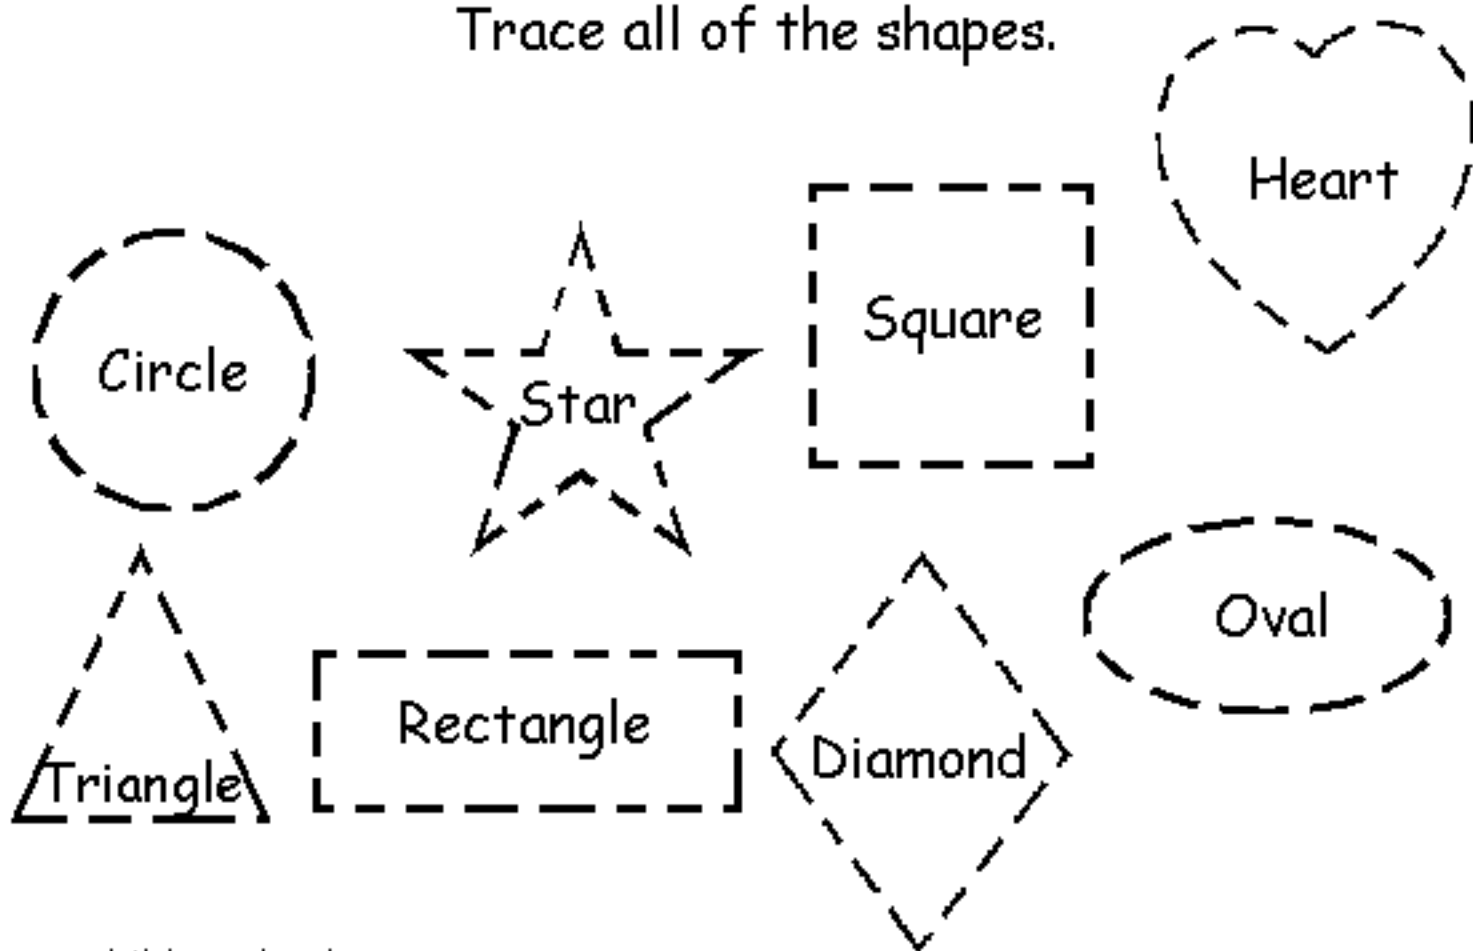 Trace all of the shapes.
Heart
Square
Circle
Star
Oval
Rectangle
Diamond
Triangle